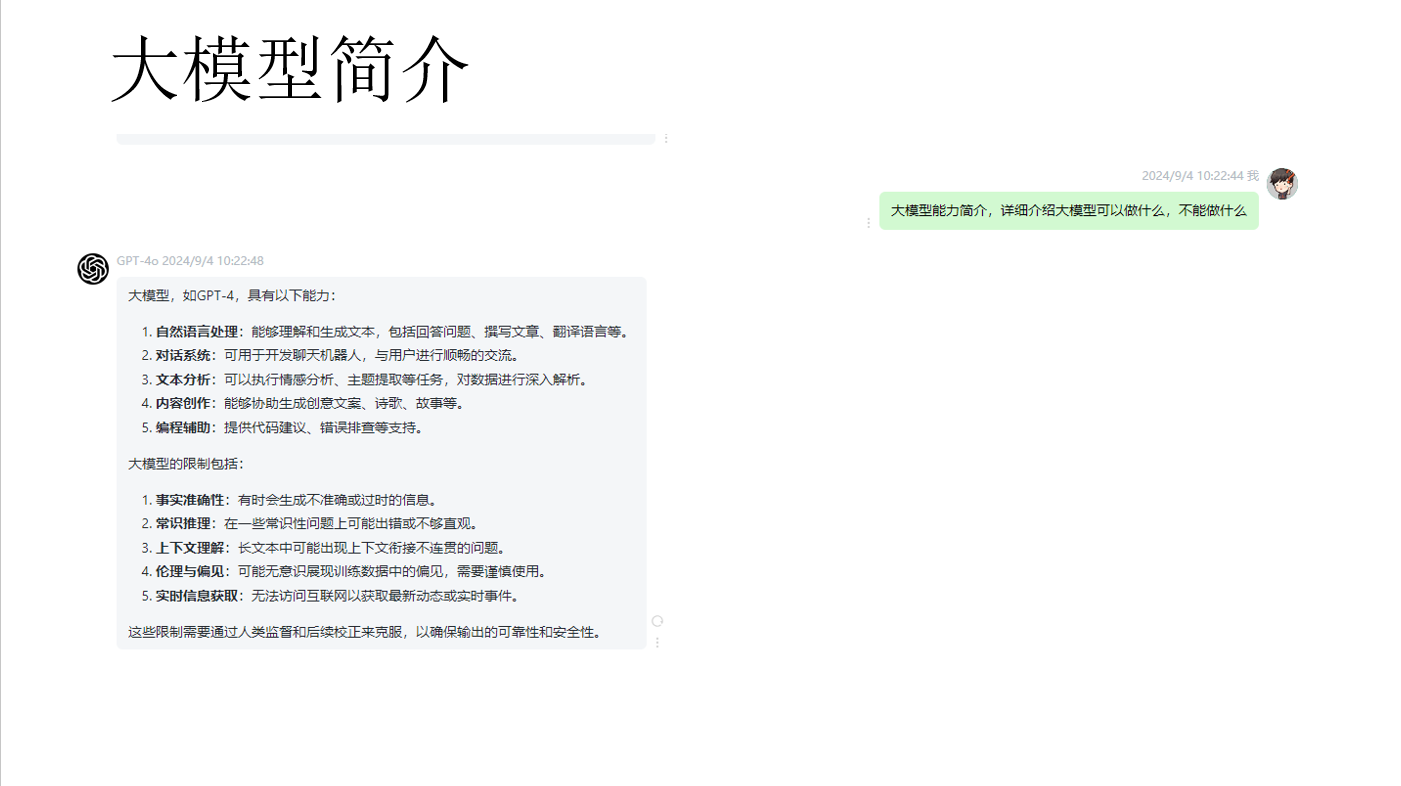 大模型简介
2024/9/4 10:22:44 我
大模型能力简介，详细介绍大模型可以做什么，不能做什么
GPT-4o 2024/9/4 10:22:48
大模型，如GPT-4，具有以下能力：
1. 自然语言处理：能够理解和生成文本，包括回答问题、撰写文章、翻译语言等。
2. 对话系统：可用于开发聊天机器人，与用户进行顺畅的交流。
3. 文本分析：可以执行情感分析、主题提取等任务，对数据进行深入解析。
4. 内容创作：能够协助生成创意文案、诗歌、故事等。
5. 编程辅助：提供代码建议、错误排查等支持。
大模型的限制包括：
1. 事实准确性：有时会生成不准确或过时的信息。
2. 常识推理：在一些常识性问题上可能出错或不够直观。
3. 上下文理解：长文本中可能出现上下文衔接不连贯的问题。
4. 伦理与偏见：可能无意识展现训练数据中的偏见，需要谨慎使用。
5. 实时信息获取：无法访问互联网以获取最新动态或实时事件。
这些限制需要通过人类监督和后续校正来克服，以确保输出的可靠性和安全性。